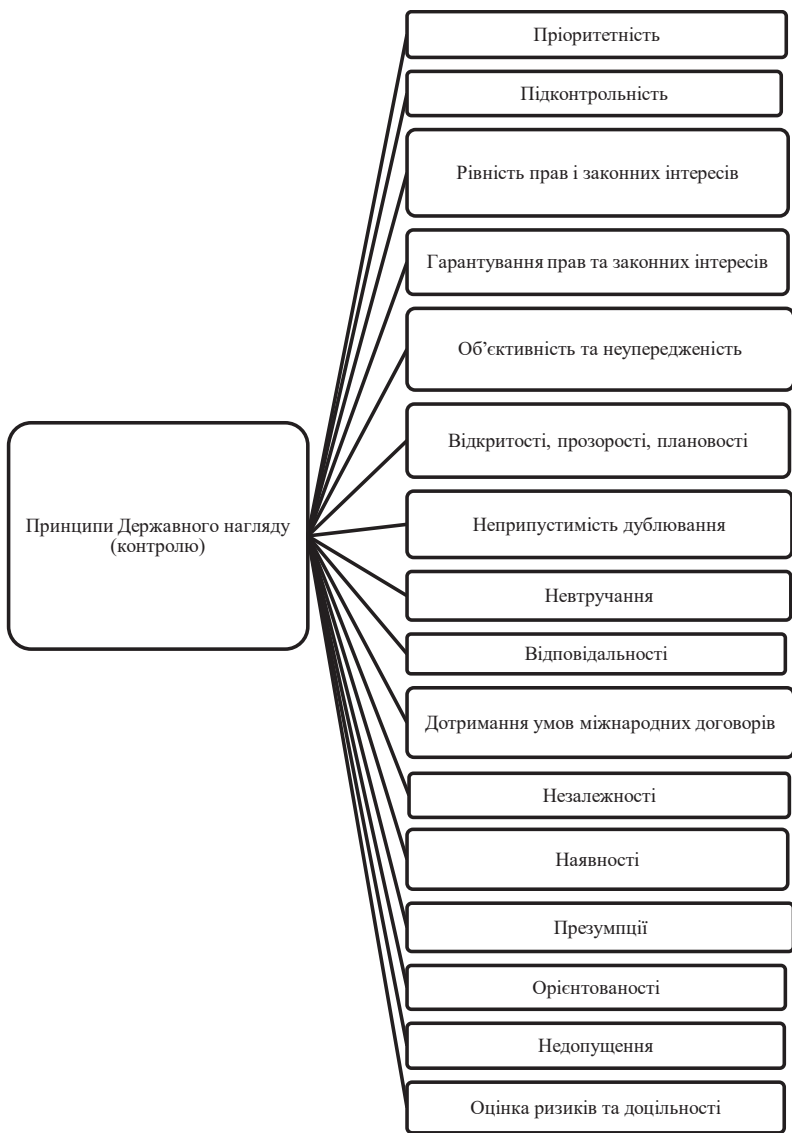 Пріоритетність
Підконтрольність
Рівність прав і законних інтересів
Гарантування прав та законних інтересів
Об’єктивність та неупередженість
Відкритості, прозорості, плановості
Принципи Державного нагляду
(контролю)
Неприпустимість дублювання
Невтручання
Відповідальності
Дотримання умов міжнародних договорів
Незалежності
Наявності
Презумпції
Орієнтованості
Недопущення
Оцінка ризиків та доцільності